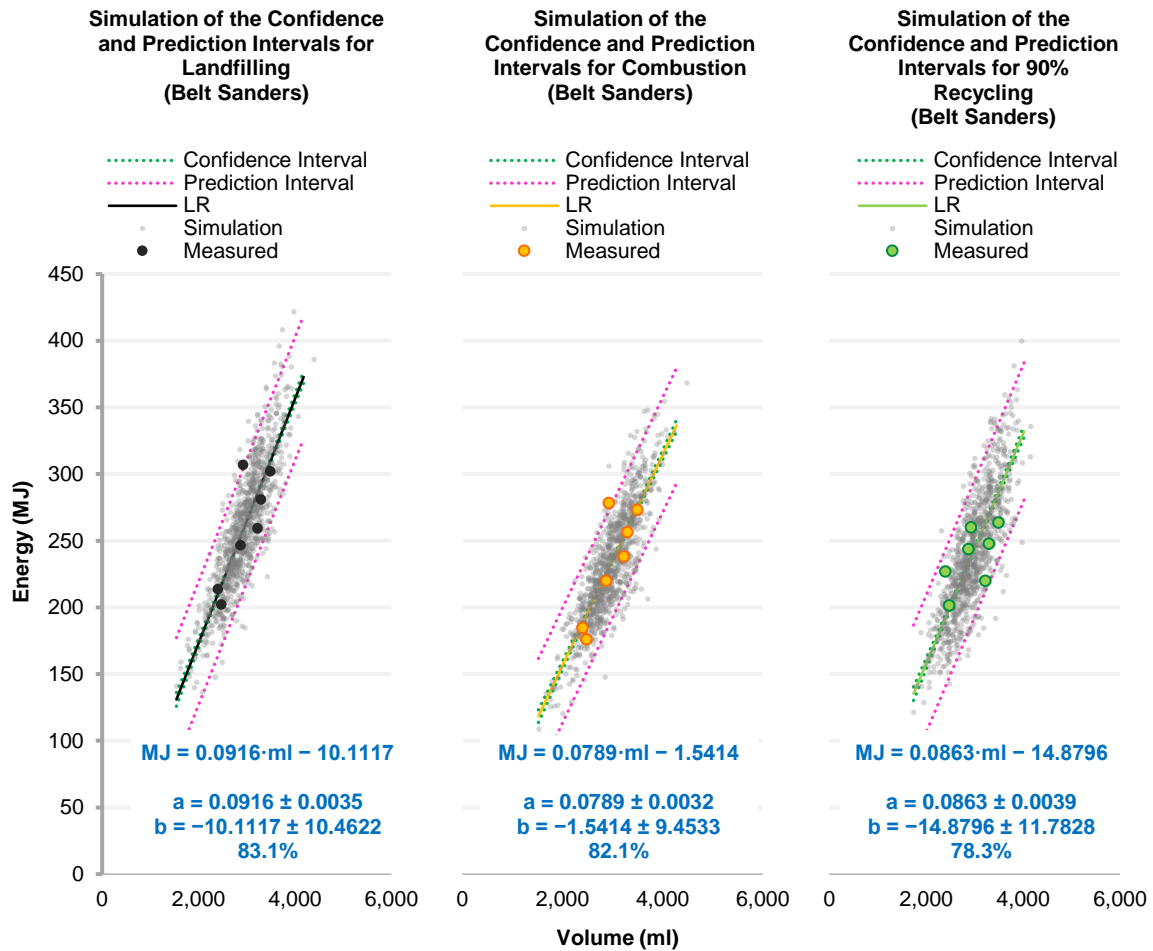 Simulation of the Confidence
and Prediction Intervals for
Landfilling
(Belt Sanders)
Confidence Interval
Prediction Interval
LR
Simulation
Measured
Simulation of the
Confidence and Prediction
Intervals for Combustion
(Belt Sanders)
Confidence Interval
Prediction Interval
LR
Simulation
Measured
Simulation of the
Confidence and Prediction
Intervals for 90%
Recycling
(Belt Sanders)
Confidence Interval
Prediction Interval
LR
Simulation
Measured
Energy (MJ)
450
400
350
300
250
200
150
100
50
0
MJ = 0.0916·ml − 10.1117
a = 0.0916 ± 0.0035
b = −10.1117 ± 10.4622
83.1%
0 2,000 4,000 6,000
MJ = 0.0789·ml − 1.5414
a = 0.0789 ± 0.0032
b = −1.5414 ± 9.4533
82.1%
0 2,000 4,000 6,000
MJ = 0.0863·ml − 14.8796
a = 0.0863 ± 0.0039
b = −14.8796 ± 11.7828
78.3%
0 2,000 4,000 6,000
Volume (ml)